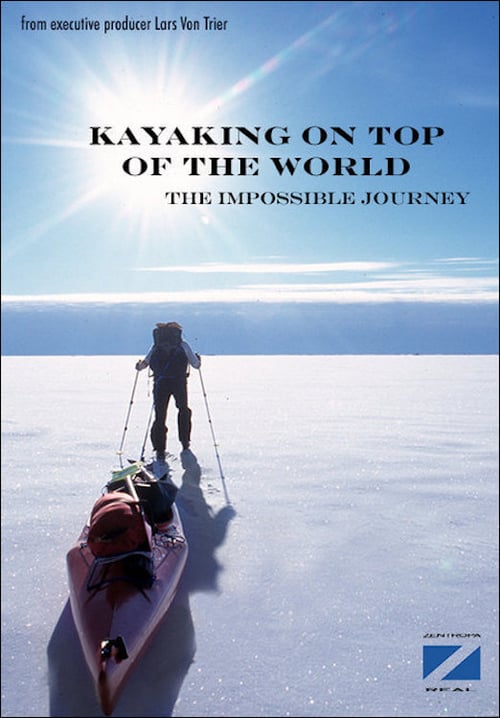 from executive producer Lars Von Trier
KAYAKING ON TOP
OF THE WORLD
THE IMPOSSIBLE JOURNEY
ZENTROPA
REAL